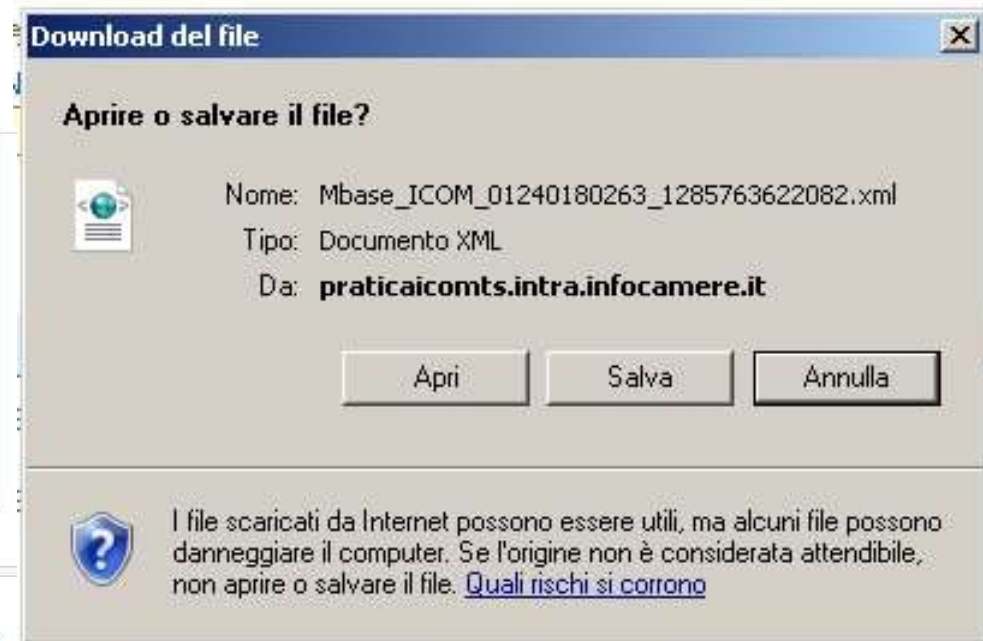 Download del file
Aprire o salvare il file?
Nome: Mbase_ICOM_01240180263_1285763622082.xml
Tipo: Documento XML
Da: praticaicomts.intra.infocamere.it
Apri Salva Annulla
I file scaricati da Internet possono essere utili, ma alcuni file possono
danneggiare il computer. Se l'origine non è considerata attendibile,
non aprire o salvare il file. Quali rischi si corrono